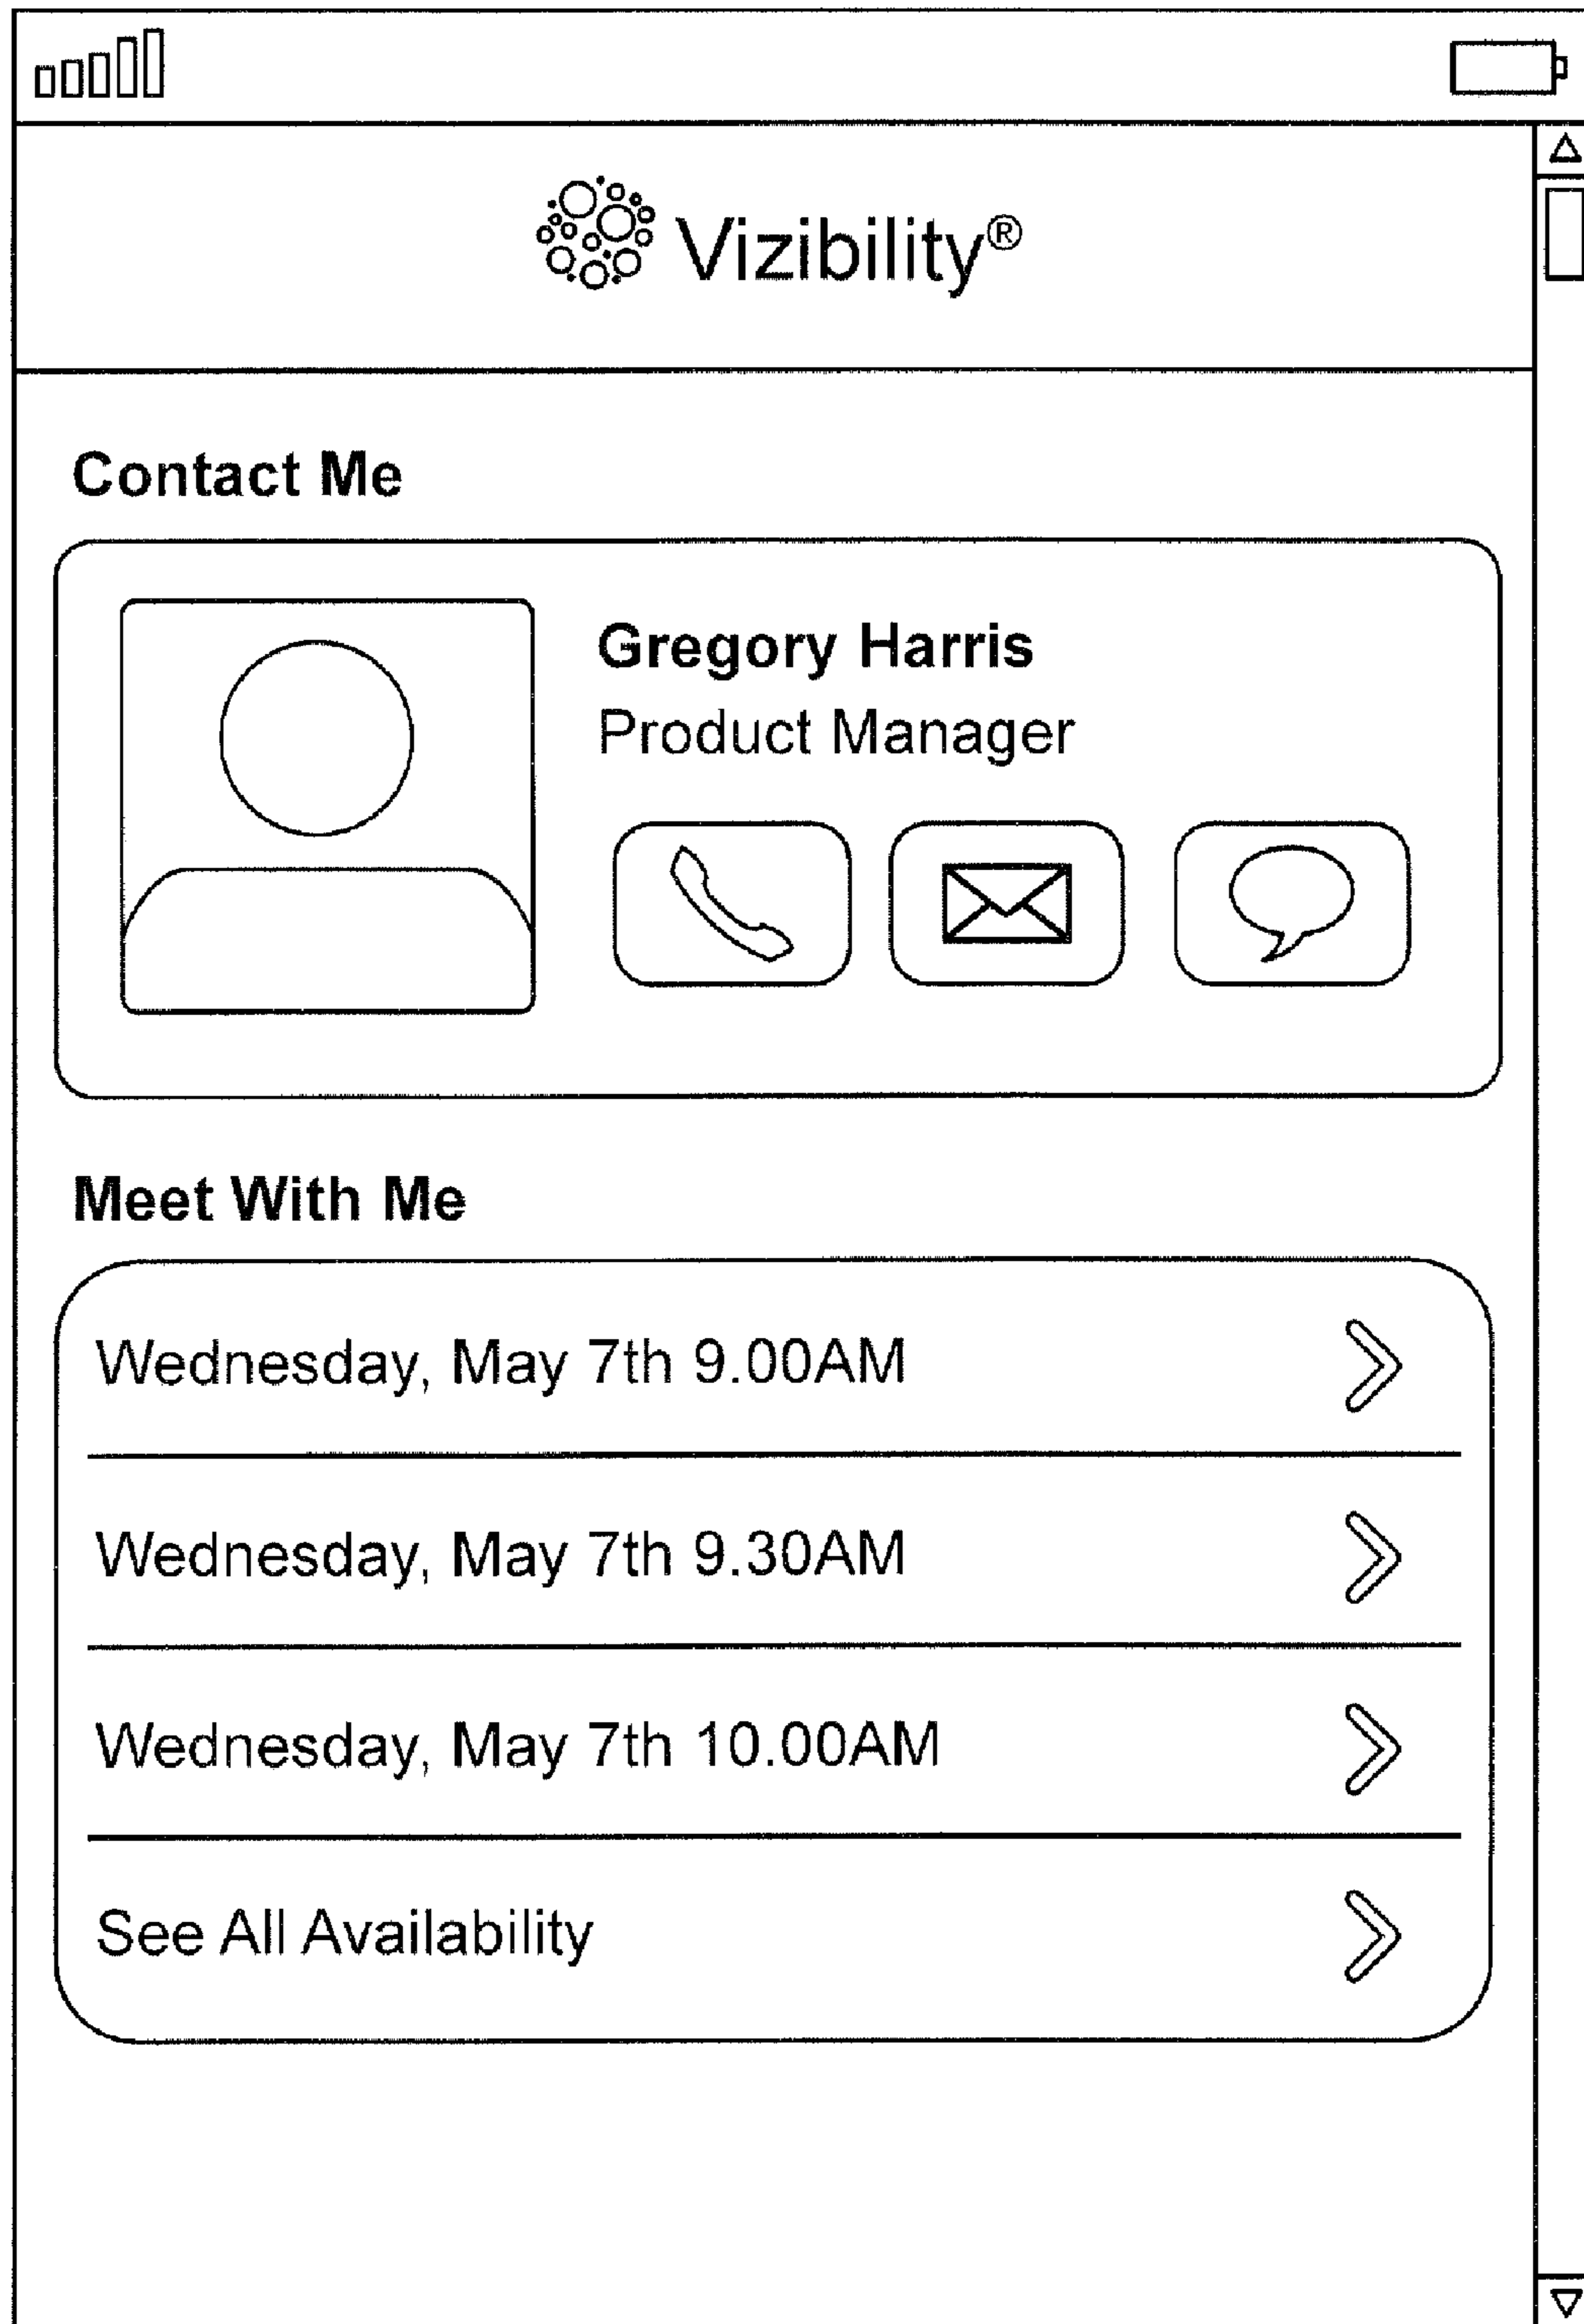 Vizibility®
Contact Me
Gregory Harris
Product Manager
Meet With Me
Wednesday, May 7th 9.00AM
Wednesday, May 7th 9.30AM
Wednesday, May 7th 10.00AM
See All Availability